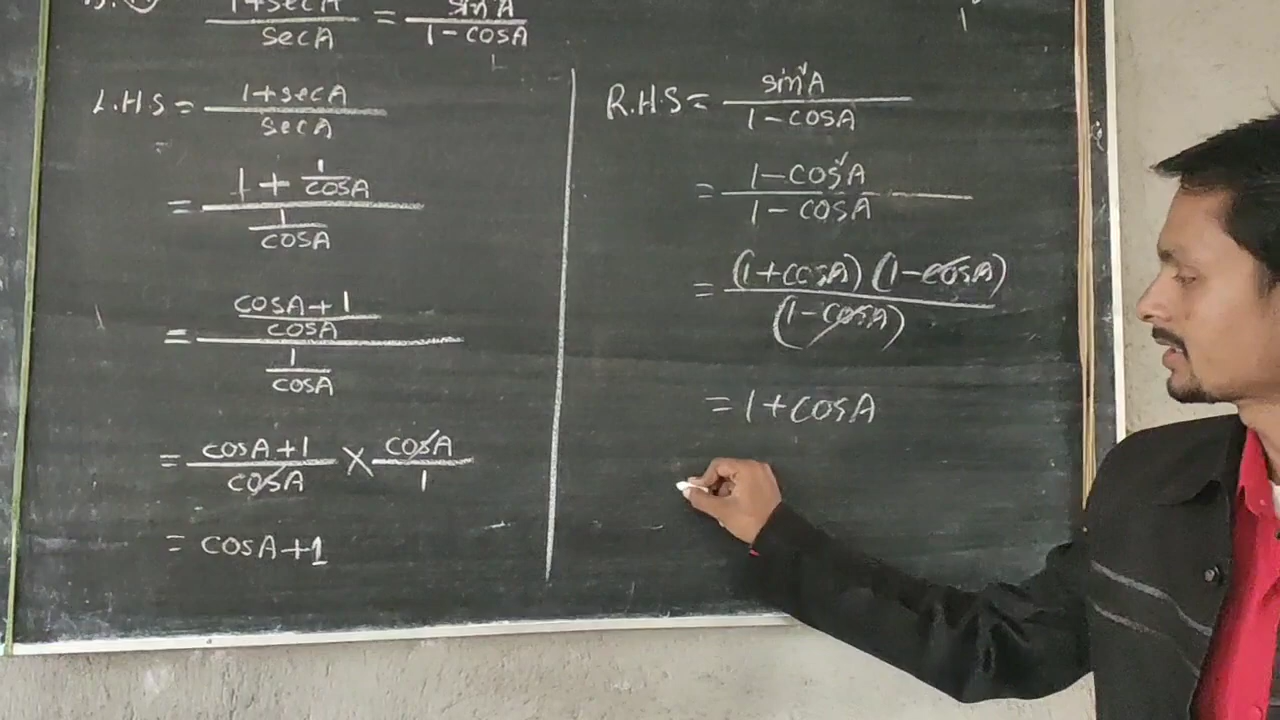 1+secA / secA = sin²A / 1-cosA
L.H.S = 1+secA / secA
= 1 + 1/cosA / 1/cosA
= cosA+1/cosA / 1/cosA
= cosA+1 / cosA × cosA / 1
= cosA+1
R.H.S = sin²A / 1-cosA
= 1-cos²A / 1-cosA
= (1+cosA) (1-cosA) / (1-cosA)
= 1+cosA